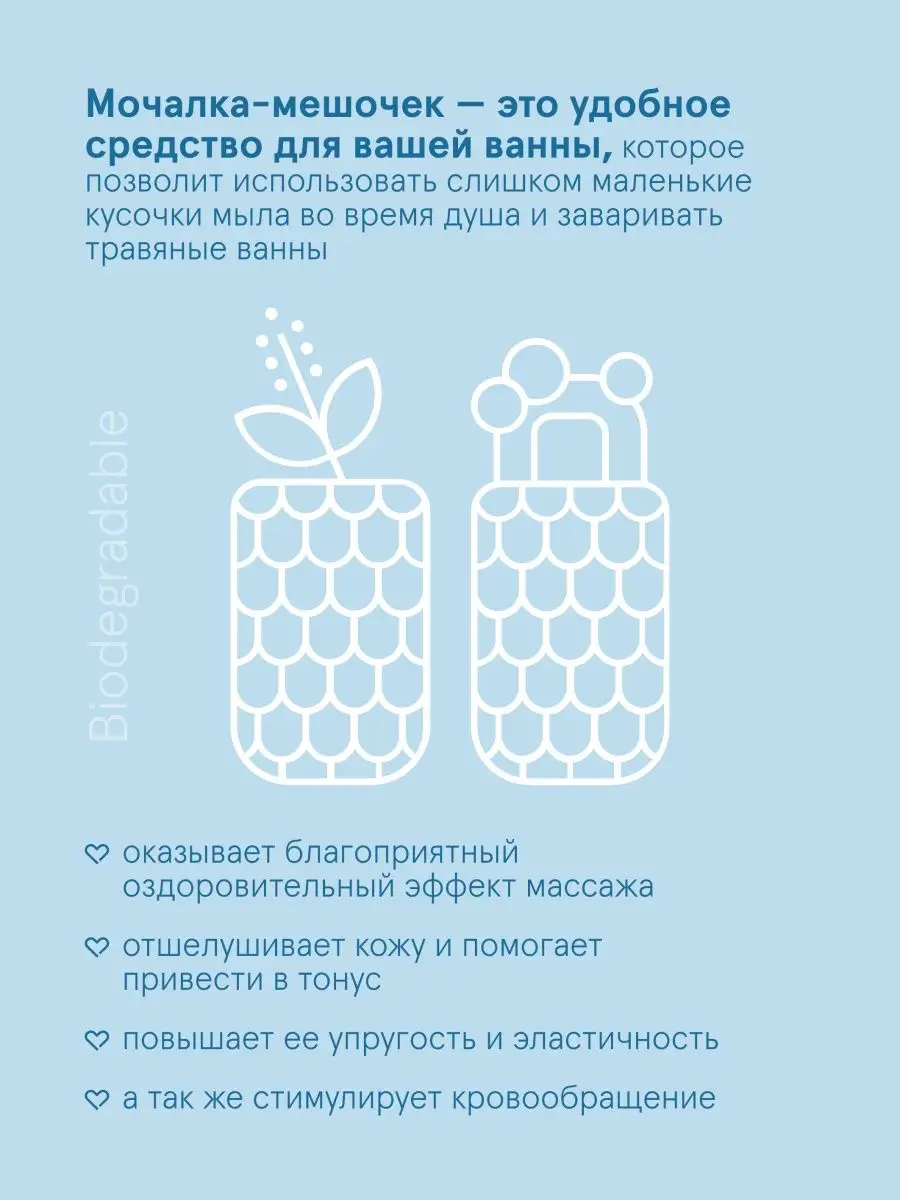 Мочалка-мешочек — это удобное
средство для вашей ванны, которое
позволит использовать слишком маленькие
кусочки мыла во время душа и заваривать
травяные ванны
Biodegradable
оказывает благоприятный
оздоровительный эффект массажа
отшелушивает кожу и помогает
привести в тонус
повышает ее упругость и эластичность
а так же стимулирует кровообращение